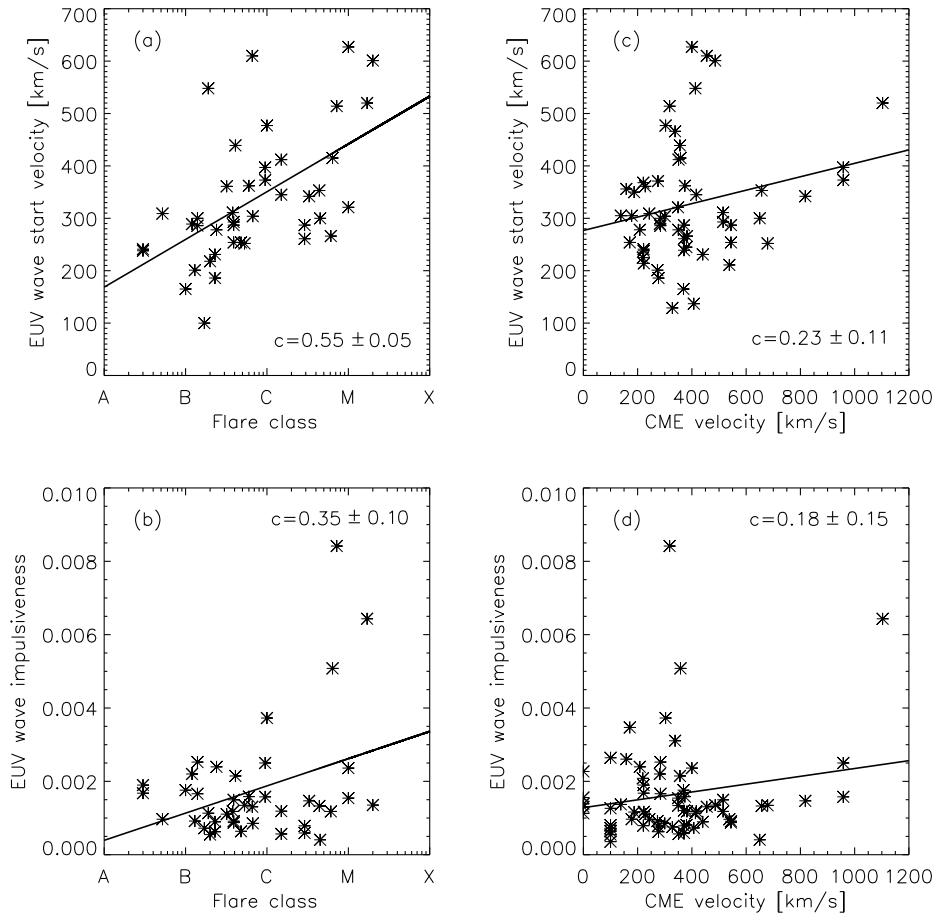 (a)
c=0.55 ± 0.05
EUV wave start velocity [km/s]
700
600
500
400
300
200
100
0
A B C M X
Flare class
(c)
c=0.23 ± 0.11
EUV wave start velocity [km/s]
700
600
500
400
300
200
100
0
0 200 400 600 800 1000 1200
CME velocity [km/s]
(b)
c=0.35 ± 0.10
EUV wave impulsiveness
0.010
0.008
0.006
0.004
0.002
0.000
A B C M X
Flare class
(d)
c=0.18 ± 0.15
EUV wave impulsiveness
0.010
0.008
0.006
0.004
0.002
0.000
0 200 400 600 800 1000 1200
CME velocity [km/s]